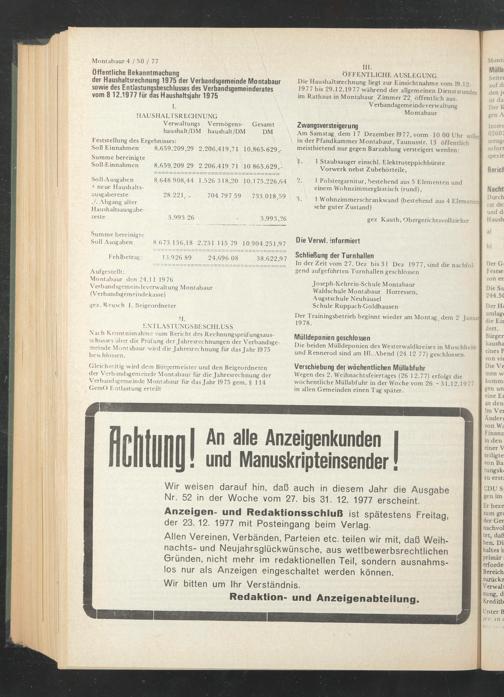 Montabaur 4 / 50 / 77
Öffentliche Bekanntmachung
der Haushaltsrechnung 1975 der Verbandsgemeinde Montabaur
sowie des Entlastungsbeschlusses des Verbandsgemeinderates
vom 8 12.1977 für das Haushaltsjahr 1975
I.
HAUSHALTSRECHNUNG
Verwaltungs Vermögens- Gesamt
haushalt/DM haushalt/DM DM
Feststellung des Ergebnisses:
Soll Einnahmen 8,659,209,29 2.206.419,71 10,865.629,-
Summe bereinigte
Soll-Einnahmen 8,659,209 29 2.206,419 71 10 865,629,-
Soll-Ausgaben 8 648 908,44 1.526 318,20 10,175.226,64
+ neue Haushalts-
ausgabereste 28.221, - 704 797 59 733.018,59
./. Abgang alter
Haushaltsausgabe-
reste 3.993 26 3.993,26
Summe bereinigte
Soll Ausgaben 8 673 136,18 2.231 115 79 10 904.251,97
Fehlbetrag: 13.926 89 24.696 08 38.622,97
Aufgestellt:
Montabaur den 24.11 1976
Verbandsgemeindeverwaltung Montabaur
(Verbandsgemeindekasse)
gez. Reusch I. Beigeordneter
II.
ENTLASTUNGSBESCHLUSS
Nach Kenntnisnahme vom Bericht des Rechnungsprüfungsaus-
schusses über die Prüfung der Jahresrechnungen der Verbandsge-
meinde Montabaur wird die Jahresrechnung für das Jahr 1975
beschlossen.
Gleichzeitig wird dem Bürgermeister und den Beigeordneten
der Verbandsgemeinde Montabaur für die Jahresrechnung der
Verbandsgemeinde Montabaur für das Jahr 1975 gem. § 114
GemO Entlastung erteilt
III.
ÖFFENTLICHE AUSLEGUNG
Die Haushaltsrechnung liegt zur Einsichtnahme vom 19.12.
1977 bis 29.12.1977 während der allgemeinen Dienststunden
im Rathaus in Montabaur Zimmer 22, öffentlich aus.
Verbandsgemeindeverwaltung
Montabaur
Zwangsversteigerung
Am Samstag dem 17 Dezember 1977, vorm 10.00 Uhr
in der Pfandkammer Montabaur, Taunusstr. 13 öffentlich
meistbietend nur gegen Barzahlung versteigert werden:
1. 1 Staubsauger einschl. Elektroteppichbürste
Vorwerk nebst Zubehörteile,
2. 1 Polstergarnitur, bestehend aus 5 Elementen und
einem Wohnzimmerglastisch (rund),
3. 1 Wohnzimmerschrankwand (bestehend aus 4 Elementen
sehr guter Zustand)
gez Kauth, Obergerichtsvollzieher
Die Verwl. informiert
Schließung der Turnhallen
In der Zeit vom 27. Dez bis 31 Dez 1977, sind die nachfol
gend aufgeführten Turnhallen geschlossen
Joseph-Kehrein-Schule Montabaur
Waldschule Montabaur Horressen,
Augstschule Neuhäusel
Schule Ruppach-Goldhausen
Der Trainingsbetrieb beginnt wieder am Montag, dem 2 Januar
1978.
Mülldeponien geschlossen
Die beiden Mülldeponien des Westerwaldkreises in Moschheim
und Rennerod sind am Hl. Abend (24 12 77) geschlossen.
Verschiebung der wöchentlichen Müllabfuhr
Wegen des 2. Weihnachtsfeiertages (26.12.77) erfolgt die
wöchentliche Müllabfuhr in der Woche vom 26 - 31.12.1977
in allen Gemeinden einen Tag später.
Achtung! An alle Anzeigenkunden
und Manuskripteinsender!
Wir weisen darauf hin, daß auch in diesem Jahr die Ausgabe
Nr. 52 in der Woche vom 27. bis 31. 12. 1977 erscheint.
Anzeigen- und Redaktionsschluß ist spätestens Freitag,
der 23. 12. 1977 mit Posteingang beim Verlag.
Allen Vereinen, Verbänden, Parteien etc. teilen wir mit, daß Weih-
nachts- und Neujahrsglückwünsche, aus wettbewerbsrechtlichen
Gründen, nicht mehr im redaktionellen Teil, sondern ausnahms-
los nur als Anzeigen eingeschaltet werden können.
Wir bitten um Ihr Verständnis.
Redaktion- und Anzeigenabteilung.